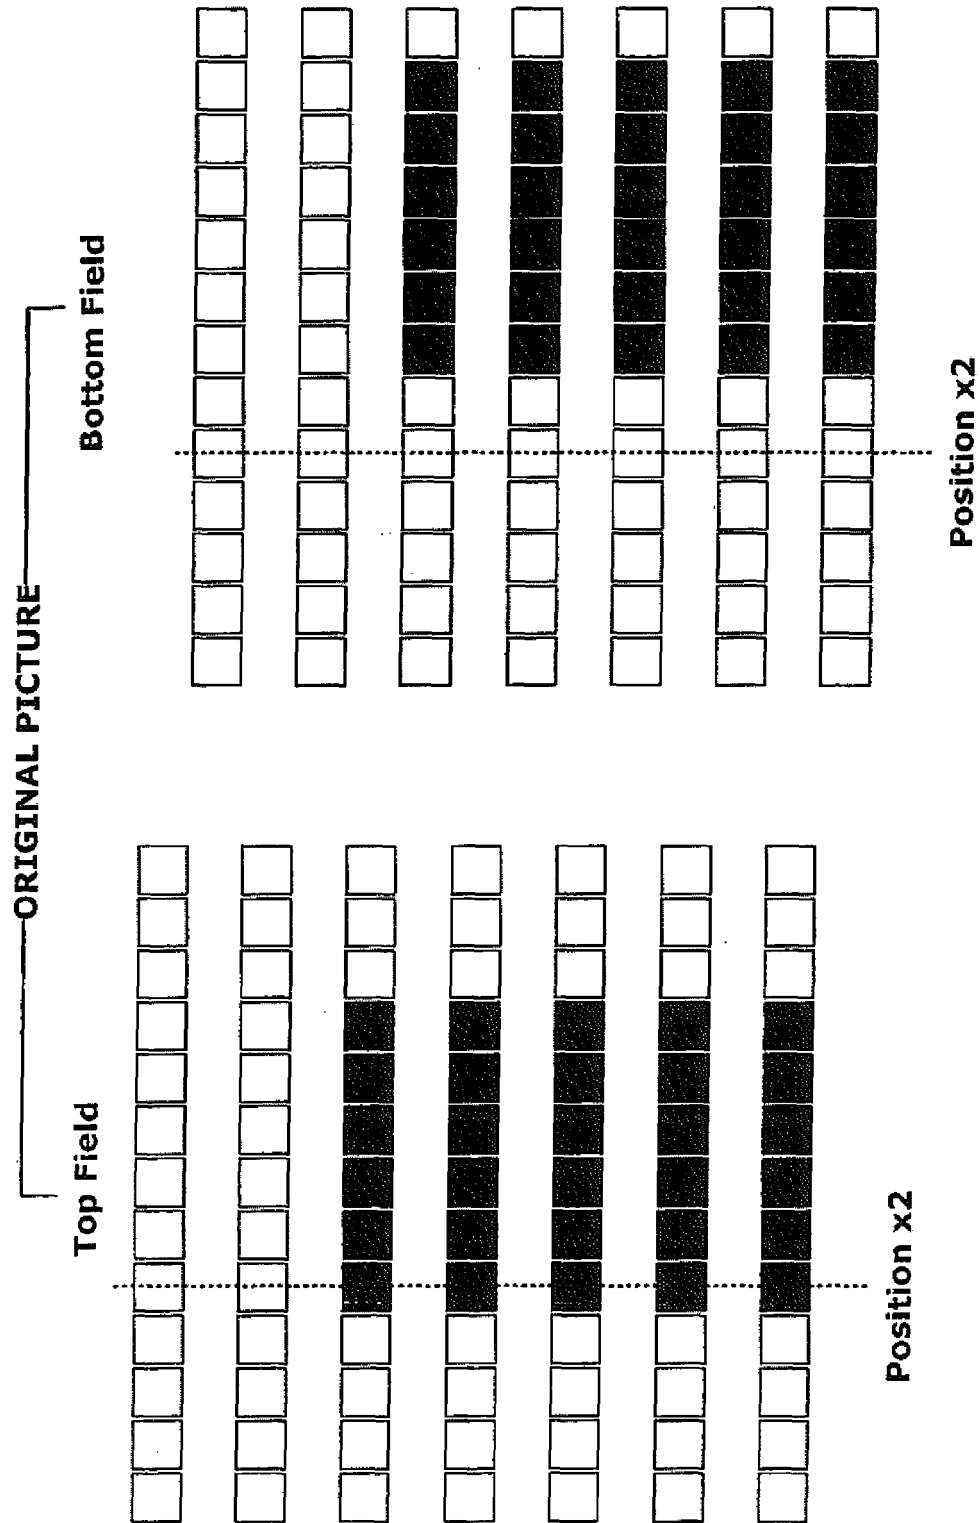 ORIGINAL PICTURE
Top Field
Bottom Field
Position x2
Position x2